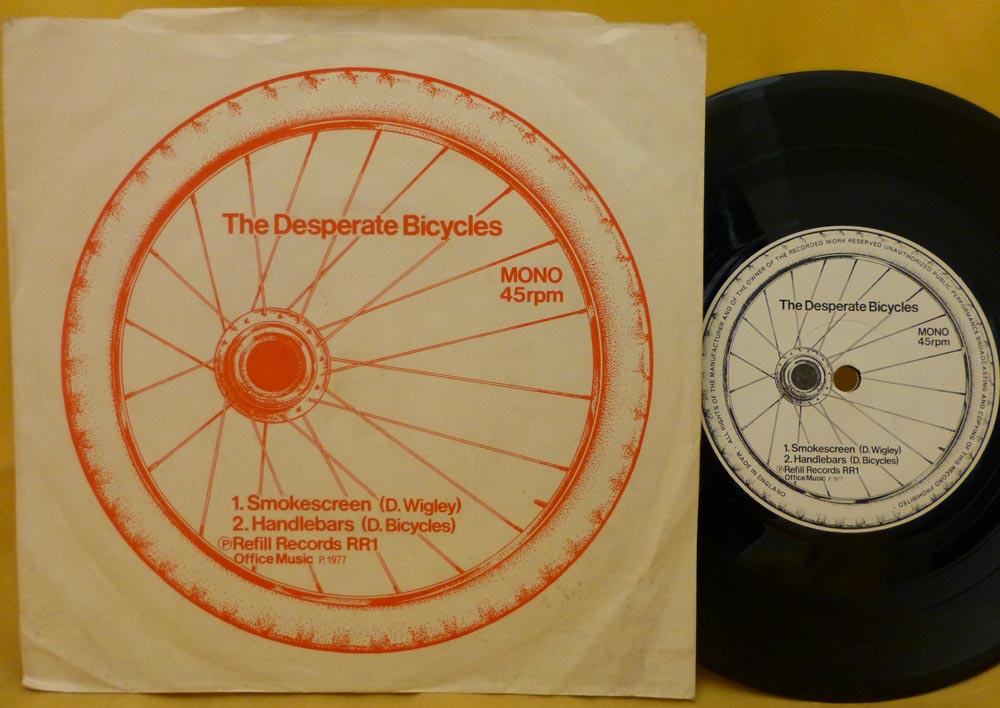 The Desperate Bicycles
MONO
45rpm
1. Smokescreen (D. Wigley)
2. Handlebars (D. Bicycles)
ⓅRefill Records RR1
Office Music P. 1977
ALL RIGHTS OF THE MANUFACTURER AND OF THE OWNER OF THE RECORDED WORK RESERVED UNAUTHORIZED PUBLIC PERFORMANCE BROADCASTING AND COPYING OF THIS RECORD PROHIBITED · MADE IN ENGLAND ·
The Desperate Bicycles
MONO
45rpm
1. Smokescreen (D. Wigley)
2. Handlebars (D. Bicycles)
ⓅRefill Records RR1
Office Music P. 1977